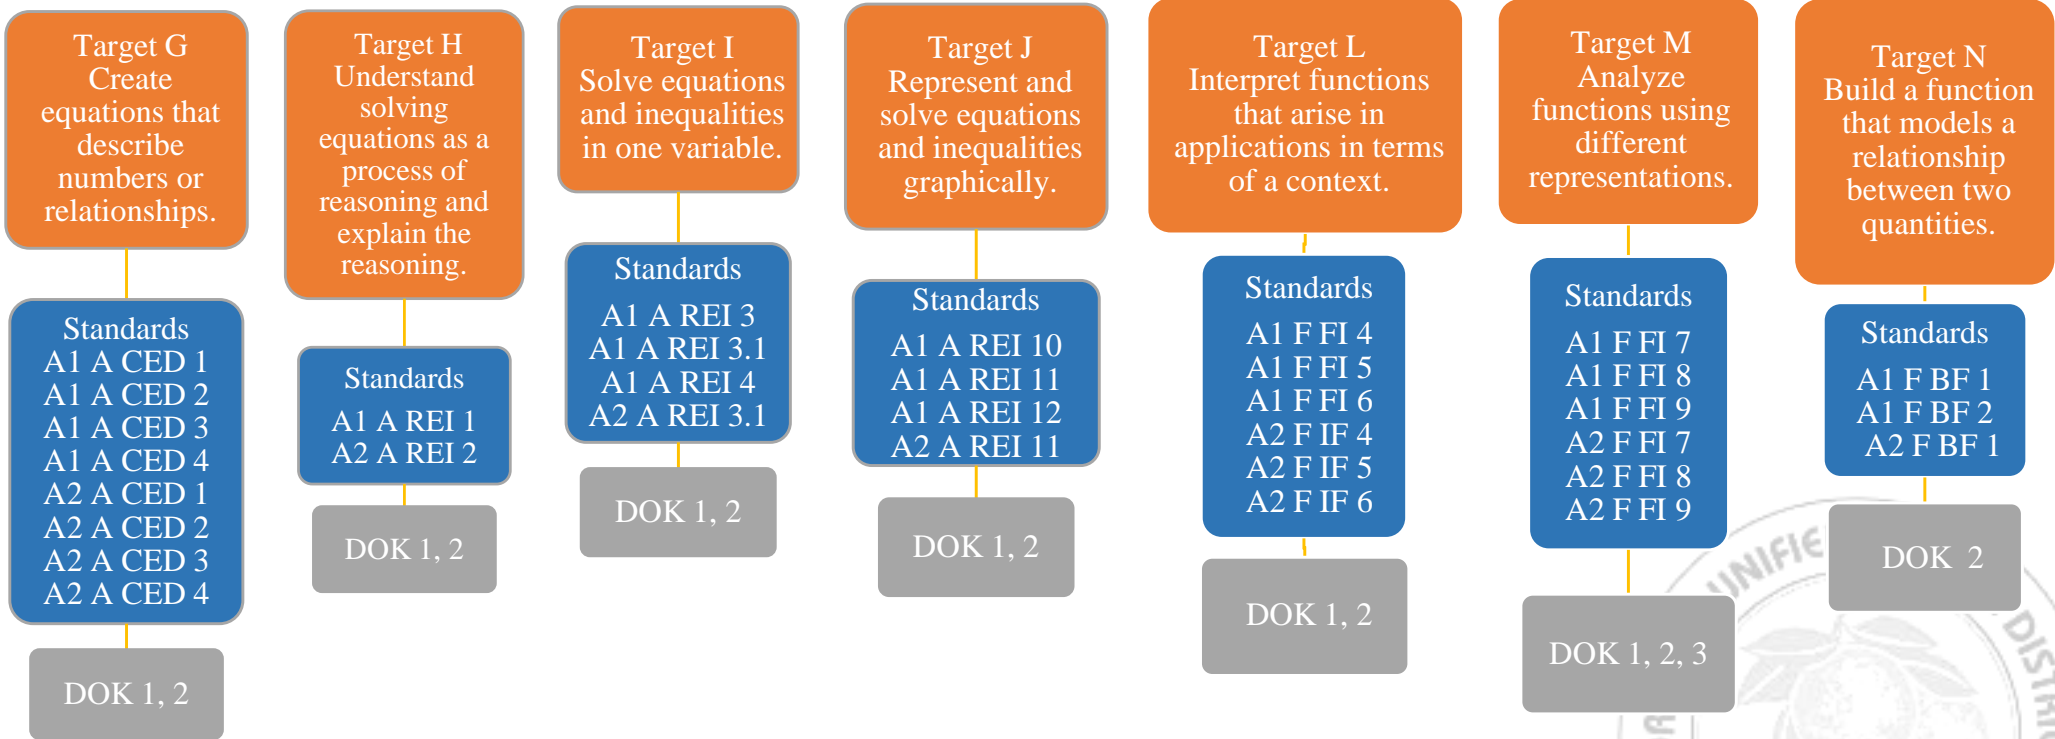 Target G
Create
equations that
describe
numbers or
relationships.
Standards
A1 A CED 1
A1 A CED 2
A1 A CED 3
A1 A CED 4
A2 A CED 1
A2 A CED 2
A2 A CED 3
A2 A CED 4
DOK 1, 2
Target H
Understand
solving
equations as a
process of
reasoning and
explain the
reasoning.
Standards
A1 A REI 1
A2 A REI 2
DOK 1, 2
Target I
Solve equations
and inequalities
in one variable.
Standards
A1 A REI 3
A1 A REI 3.1
A1 A REI 4
A2 A REI 3.1
DOK 1, 2
Target J
Represent and
solve equations
and inequalities
graphically.
Standards
A1 A REI 10
A1 A REI 11
A1 A REI 12
A2 A REI 11
DOK 1, 2
Target L
Interpret functions
that arise in
applications in terms
of a context.
Standards
A1 F FI 4
A1 F FI 5
A1 F FI 6
A2 F IF 4
A2 F IF 5
A2 F IF 6
DOK 1, 2
Target M
Analyze
functions using
different
representations.
Standards
A1 F FI 7
A1 F FI 8
A1 F FI 9
A2 F FI 7
A2 F FI 8
A2 F FI 9
DOK 1, 2, 3
Target N
Build a function
that models a
relationship
between two
quantities.
Standards
A1 F BF 1
A1 F BF 2
A2 F BF 1
DOK 2